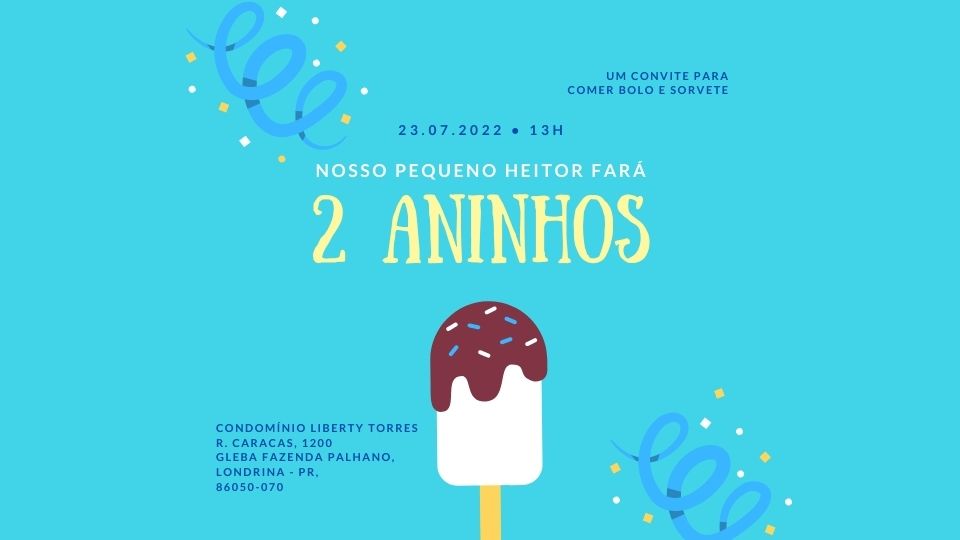 UM CONVITE PARA
COMER BOLO E SORVETE
23.07.2022 • 13H
NOSSO PEQUENO HEITOR FARÁ
2 ANINHOS
CONDOMÍNIO LIBERTY TORRES
R. CARACAS, 1200
GLEBA FAZENDA PALHANO,
LONDRINA - PR,
86050-070